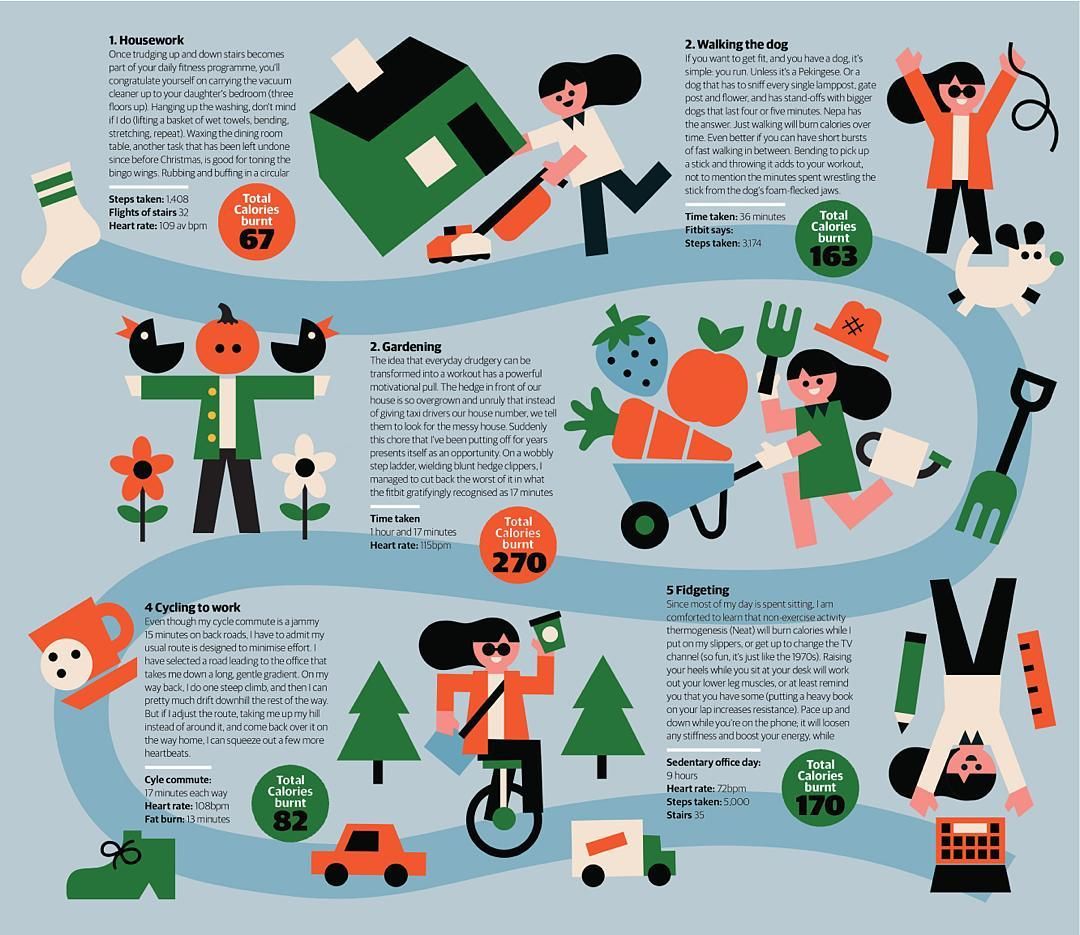 1. Housework
Once trudging up and down stairs becomes
part of your daily fitness programme, you'll
congratulate yourself on carrying the vacuum
cleaner up to your daughter's bedroom (three
floors up). Hanging up the washing, don't mind
if I do (lifting a basket of wet towels, bending,
stretching, repeat). Waxing the dining room
table, another task that has been left undone
since before Christmas, is good for toning the
bingo wings. Rubbing and buffing in a circular
Steps taken: 1,408
Flights of stairs 32
Heart rate: 109 av bpm
Total
Calories
burnt
67
2. Walking the dog
If you want to get fit, and you have a dog, it's
simple: you run. Unless it's a Pekingese. Or a
dog that has to sniff every single lamppost, gate
post and flower, and has stand-offs with bigger
dogs that last four or five minutes. Nepa has
the answer. Just walking will burn calories over
time. Even better if you can have short bursts
of fast walking in between. Bending to pick up
a stick and throwing it adds to your workout,
not to mention the minutes spent wrestling the
stick from the dog's foam-flecked jaws.
Time taken: 36 minutes
Fitbit says:
Steps taken: 3,174
Total
Calories
burnt
163
2. Gardening
The idea that everyday drudgery can be
transformed into a workout has a powerful
motivational pull. The hedge in front of our
house is so overgrown and unruly that instead
of giving taxi drivers our house number, we tell
them to look for the messy house. Suddenly
this chore that I've been putting off for years
presents itself as an opportunity. On a wobbly
step ladder, wielding blunt hedge clippers, I
managed to cut back the worst of it in what
the fitbit gratifyingly recognised as 17 minutes
Time taken
1 hour and 17 minutes
Heart rate: 115bpm
Total
Calories
burnt
270
4 Cycling to work
Even though my cycle commute is a jammy
15 minutes on back roads, I have to admit my
usual route is designed to minimise effort. I
have selected a road leading to the office that
takes me down a long, gentle gradient. On my
way back, I do one steep climb, and then I can
pretty much drift downhill the rest of the way.
But if I adjust the route, taking me up my hill
instead of around it, and come back over it on
the way home, I can squeeze out a few more
heartbeats.
Cyle commute:
17 minutes each way
Heart rate: 108bpm
Fat burn: 13 minutes
Total
Calories
burnt
82
5 Fidgeting
Since most of my day is spent sitting, I am
comforted to learn that non-exercise activity
thermogenesis (Neat) will burn calories while I
put on my slippers, or get up to change the TV
channel (so fun, it's just like the 1970s). Raising
your heels while you sit at your desk will work
out your lower leg muscles, or at least remind
you that you have some (putting a heavy book
on your lap increases resistance). Pace up and
down while you're on the phone; it will loosen
any stiffness and boost your energy, while
Sedentary office day:
9 hours
Heart rate: 72bpm
Steps taken: 5,000
Stairs 35
Total
Calories
burnt
170